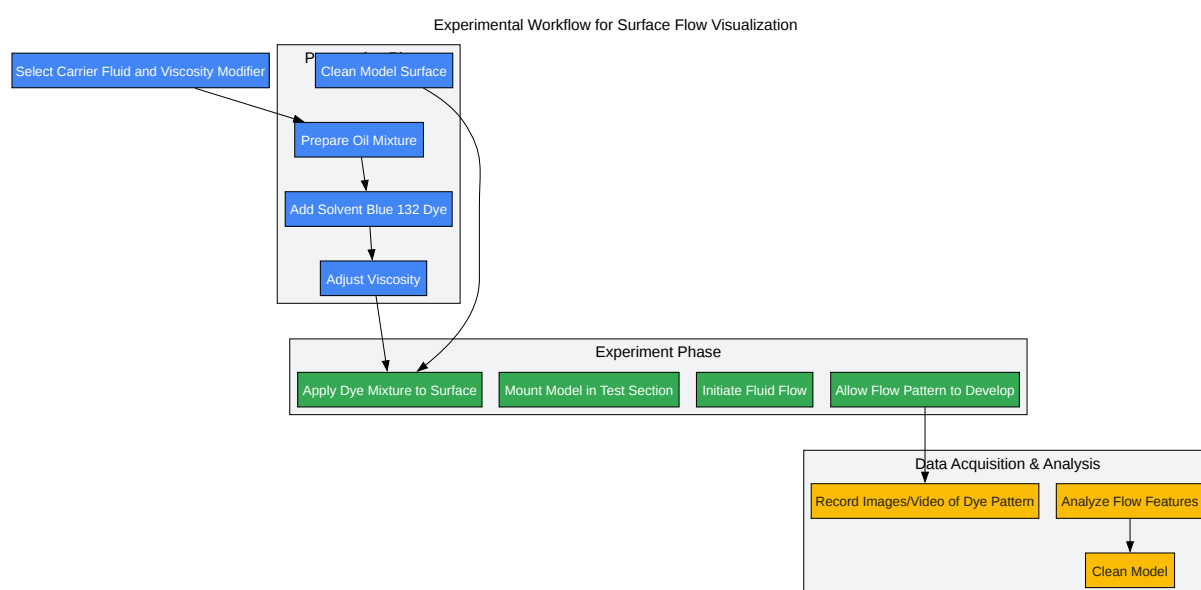 Experimental Workflow for Surface Flow Visualization
Select Carrier Fluid and Viscosity Modifier
Clean Model Surface
Prepare Oil Mixture
Add Solvent Blue 132 Dye
Adjust Viscosity
Experiment Phase
Apply Dye Mixture to Surface
Mount Model in Test Section
Initiate Fluid Flow
Allow Flow Pattern to Develop
Data Acquisition & Analysis
Record Images/Video of Dye Pattern
Analyze Flow Features
Clean Model